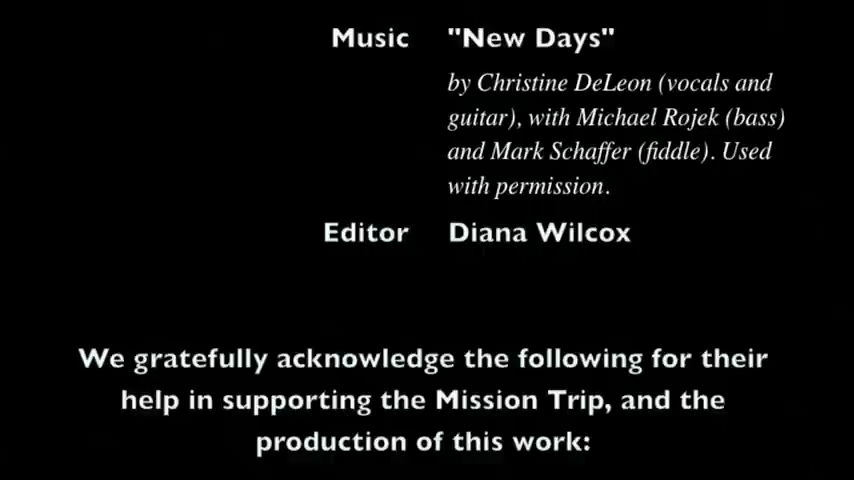 Music "New Days"
by Christine DeLeon (vocals and
guitar), with Michael Rojek (bass)
and Mark Schaffer (fiddle). Used
with permission.
Editor Diana Wilcox
We gratefully acknowledge the following for their
help in supporting the Mission Trip, and the
production of this work: